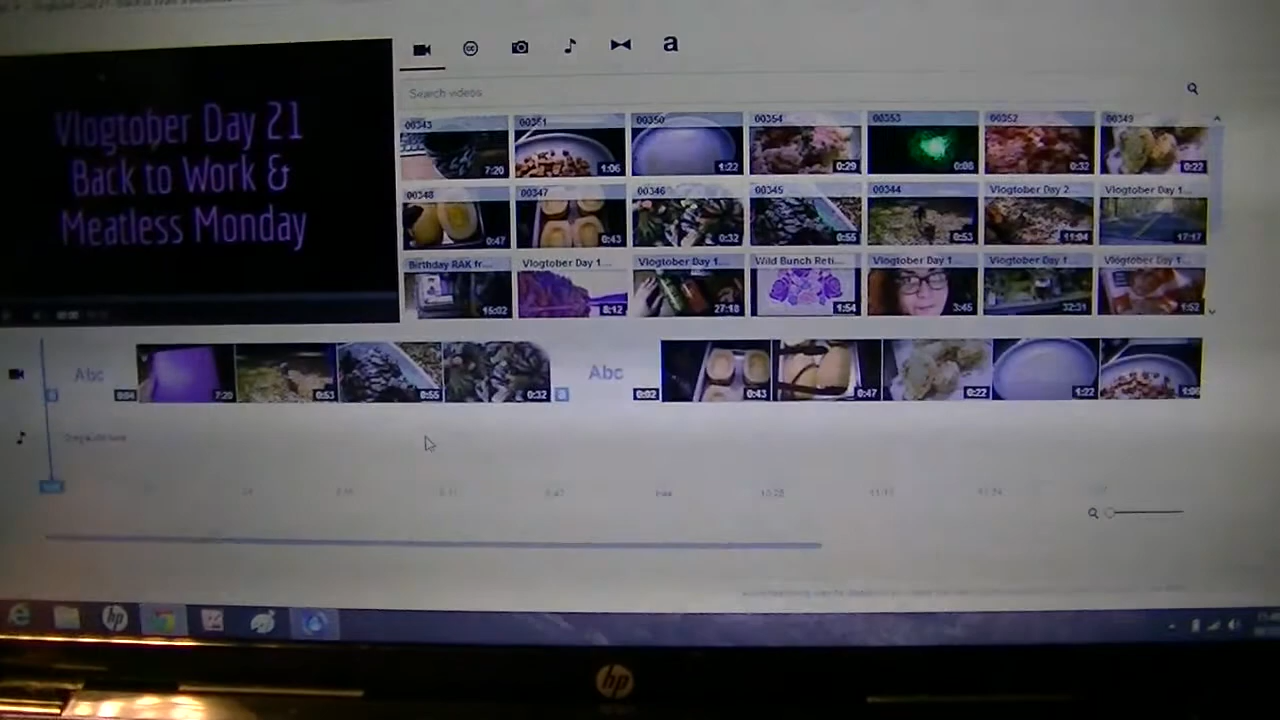 Vlogtober Day 21
Back to Work &
Meatless Monday
a
Search videos
00343
00351
00350
00354
00353
00352
00349
7:20
1:06
1:22
0:29
0:06
0:32
0:22
00348
00347
00346
00345
00344
Vlogtober Day 2...
Vlogtober Day 1...
0:47
0:43
0:32
0:55
0:53
11:04
17:17
Birthday RAK fr...
Vlogtober Day 1...
Vlogtober Day 1...
Wild Bunch Reti...
Vlogtober Day 1...
Vlogtober Day 1...
Vlogtober Day 1...
15:02
8:12
27:18
1:54
3:45
32:31
1:52
Abc
7:20
0:53
0:55
0:32
a
Abc
0:02
0:43
0:47
0:22
1:22
1:06
hp
hp